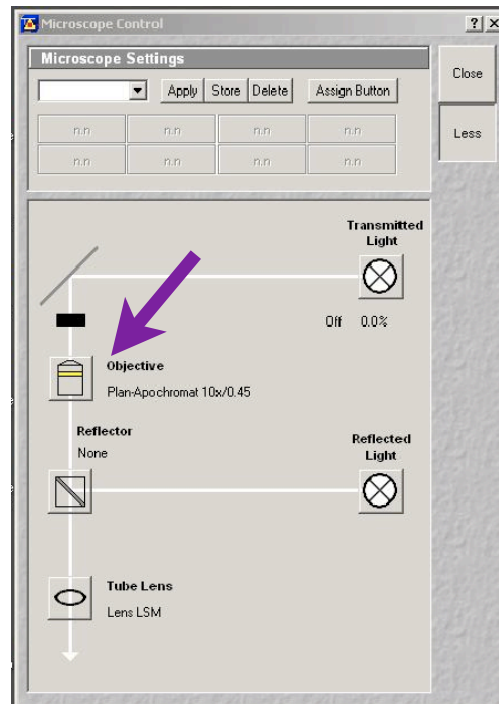 Microscope Control
Microscope Settings
Apply Store Delete Assign Button
Close
Less
n.n n.n n.n n.n
n.n n.n n.n n.n
Transmitted
Light
Off 0.0%
Objective
Plan-Apochromat 10x/0.45
Reflector
None
Reflected
Light
Tube Lens
Lens LSM